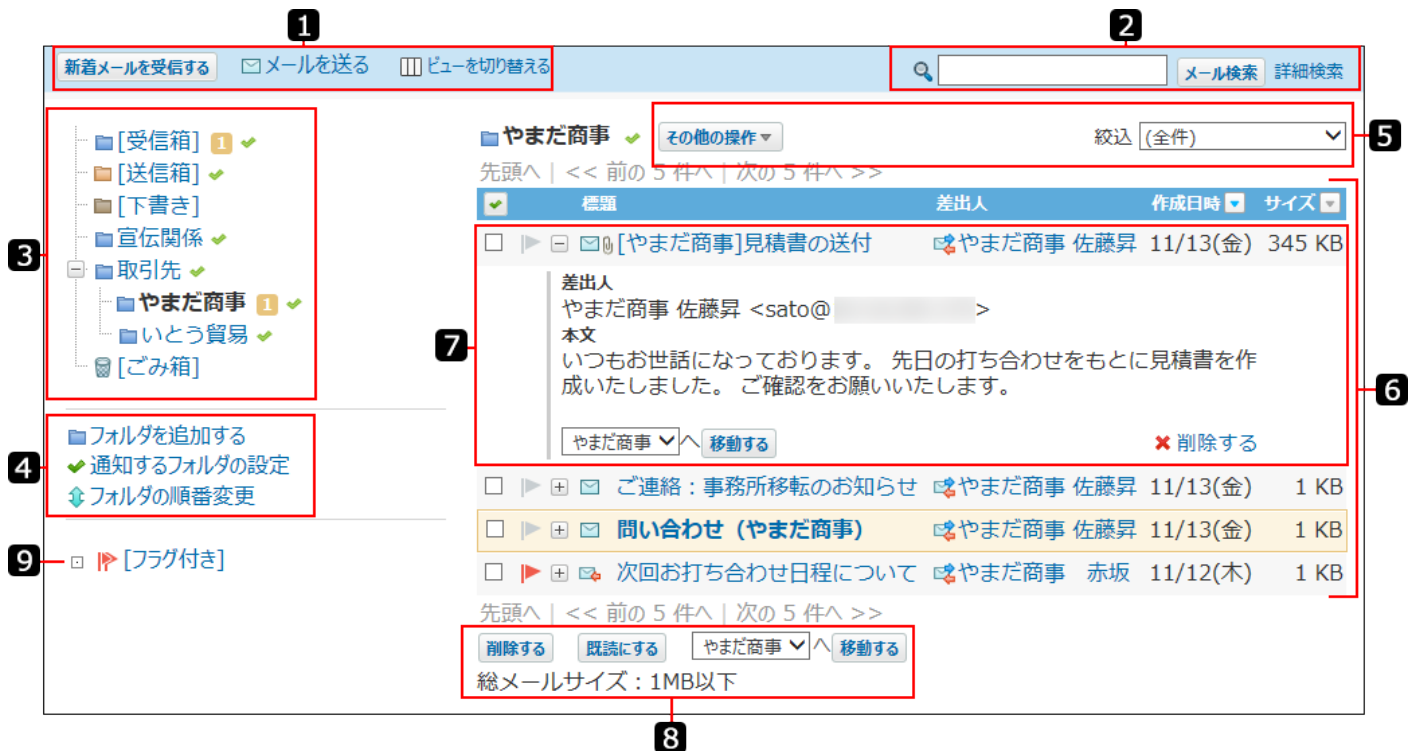 1
2
新着メールを受信する メールを送る ビューを切り替える メール検索 詳細検索
3
[受信箱] 1
[送信箱]
[下書き]
宣伝関係
取引先
やまだ商事 1
いとう貿易
[ごみ箱]
4
フォルダを追加する
通知するフォルダの設定
フォルダの順番変更
9
[フラグ付き]
やまだ商事 その他の操作 絞込 (全件)
5
先頭へ | << 前の 5 件へ | 次の 5 件へ >>
標題 差出人 作成日時 サイズ
6
7
[やまだ商事]見積書の送付 やまだ商事 佐藤昇 11/13(金) 345 KB
差出人
やまだ商事 佐藤昇 <sato@ >
本文
いつもお世話になっております。 先日の打ち合わせをもとに見積書を作
成いたしました。 ご確認をお願いいたします。
やまだ商事 へ 移動する 削除する
ご連絡：事務所移転のお知らせ やまだ商事 佐藤昇 11/13(金) 1 KB
問い合わせ（やまだ商事） やまだ商事 佐藤昇 11/13(金) 1 KB
次回お打ち合わせ日程について やまだ商事 赤坂 11/12(木) 1 KB
先頭へ | << 前の 5 件へ | 次の 5 件へ >>
削除する 既読にする やまだ商事 へ 移動する
総メールサイズ：1MB以下
8